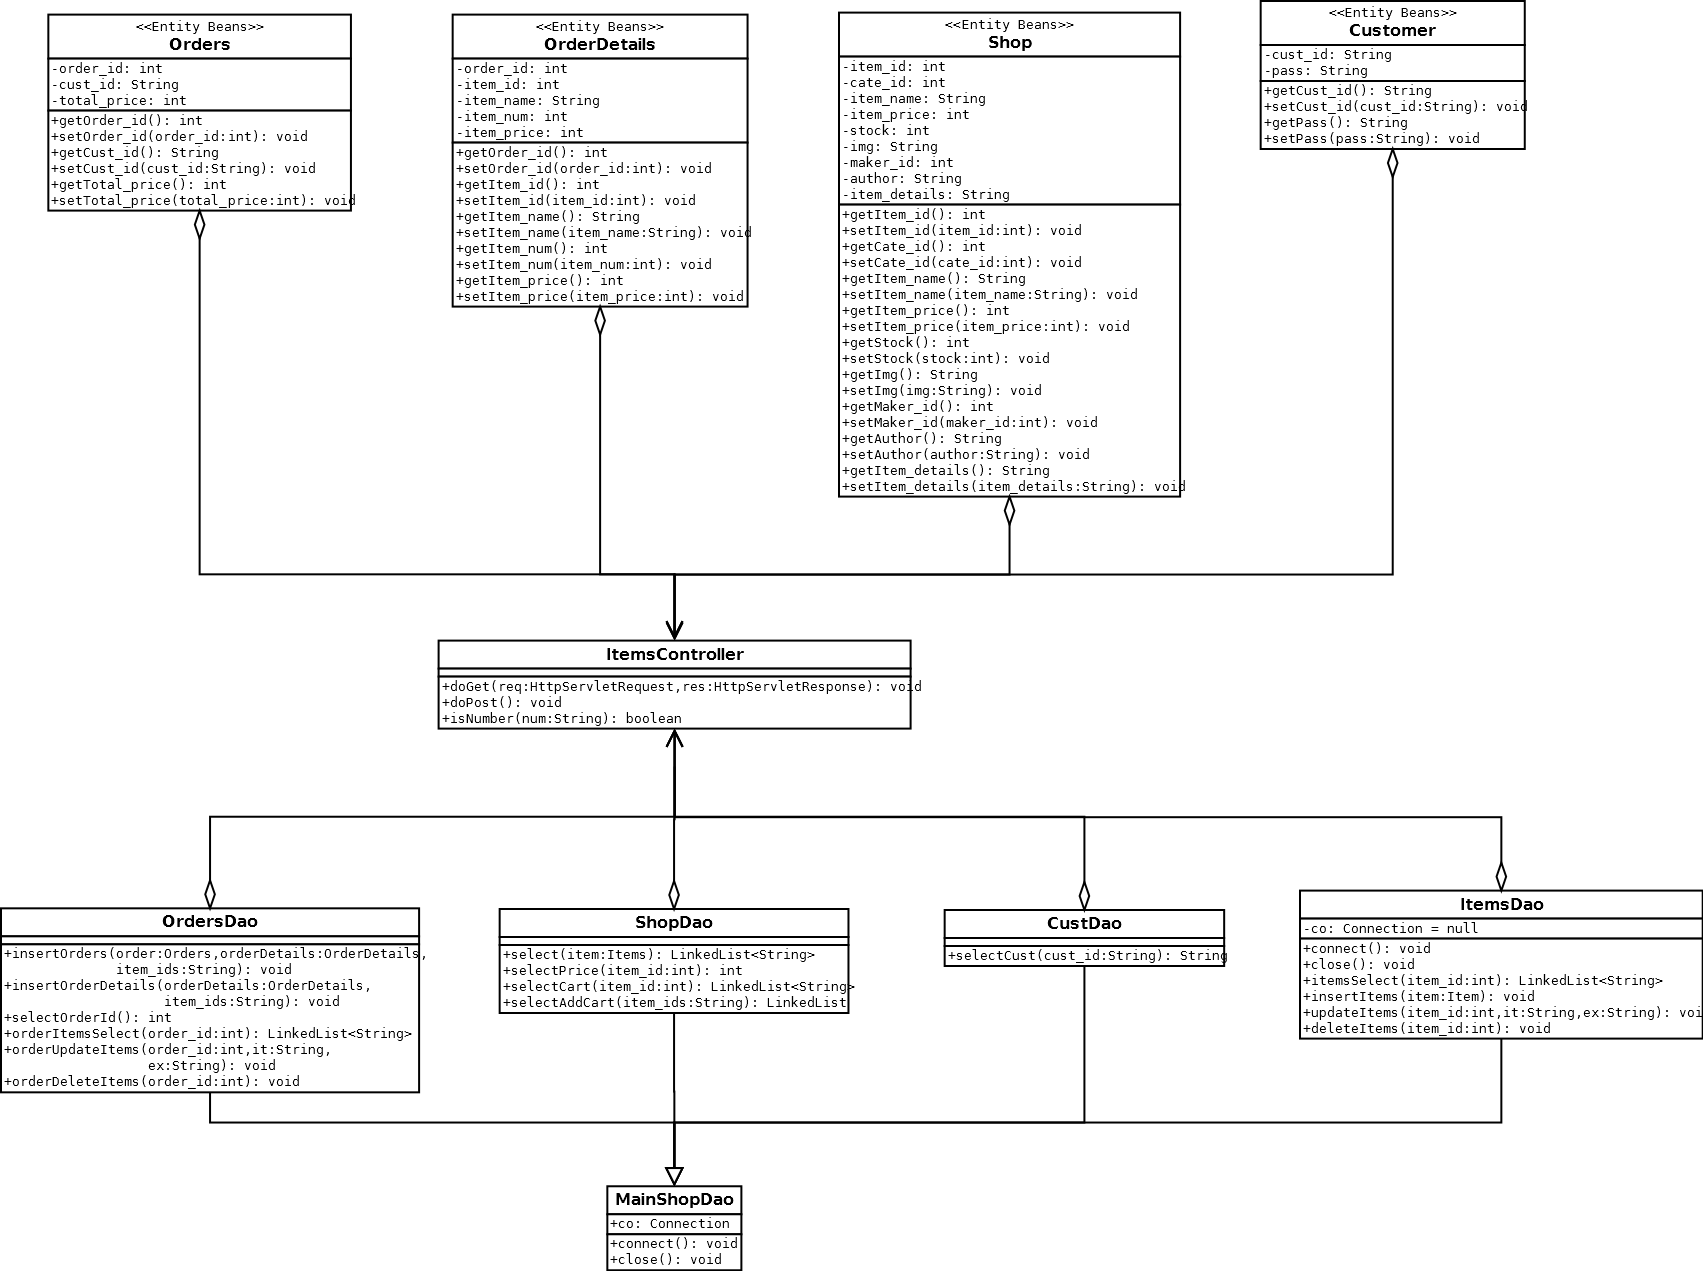 <<Entity Beans>>
Orders
-order_id: int
-cust_id: String
-total_price: int
+getOrder_id(): int
+setOrder_id(order_id:int): void
+getCust_id(): String
+setCust_id(cust_id:String): void
+getTotal_price(): int
+setTotal_price(total_price:int): void
<<Entity Beans>>
OrderDetails
-order_id: int
-item_id: int
-item_name: String
-item_num: int
-item_price: int
+getOrder_id(): int
+setOrder_id(order_id:int): void
+getItem_id(): int
+setItem_id(item_id:int): void
+getItem_name(): String
+setItem_name(item_name:String): void
+getItem_num(): int
+setItem_num(item_num:int): void
+getItem_price(): int
+setItem_price(item_price:int): void
<<Entity Beans>>
Shop
-item_id: int
-cate_id: int
-item_name: String
-item_price: int
-stock: int
-img: String
-maker_id: int
-author: String
-item_details: String
+getItem_id(): int
+setItem_id(item_id:int): void
+getCate_id(): int
+setCate_id(cate_id:int): void
+getItem_name(): String
+setItem_name(item_name:String): void
+getItem_price(): int
+setItem_price(item_price:int): void
+getStock(): int
+setStock(stock:int): void
+getImg(): String
+setImg(img:String): void
+getMaker_id(): int
+setMaker_id(maker_id:int): void
+getAuthor(): String
+setAuthor(author:String): void
+getItem_details(): String
+setItem_details(item_details:String): void
<<Entity Beans>>
Customer
-cust_id: String
-pass: String
+getCust_id(): String
+setCust_id(cust_id:String): void
+getPass(): String
+setPass(pass:String): void
ItemsController
+doGet(req:HttpServletRequest,res:HttpServletResponse): void
+doPost(): void
+isNumber(num:String): boolean
OrdersDao
+insertOrders(order:Orders,orderDetails:OrderDetails,
item_ids:String): void
+insertOrderDetails(orderDetails:OrderDetails,
item_ids:String): void
+selectOrderId(): int
+orderItemsSelect(order_id:int): LinkedList<String>
+orderUpdateItems(order_id:int,it:String,
ex:String): void
+orderDeleteItems(order_id:int): void
ShopDao
+select(item:Items): LinkedList<String>
+selectPrice(item_id:int): int
+selectCart(item_id:int): LinkedList<String>
+selectAddCart(item_ids:String): LinkedList
CustDao
+selectCust(cust_id:String): String
ItemsDao
-co: Connection = null
+connect(): void
+close(): void
+itemsSelect(item_id:int): LinkedList<String>
+insertItems(item:Item): void
+updateItems(item_id:int,it:String,ex:String): voi
+deleteItems(item_id:int): void
MainShopDao
+co: Connection
+connect(): void
+close(): void